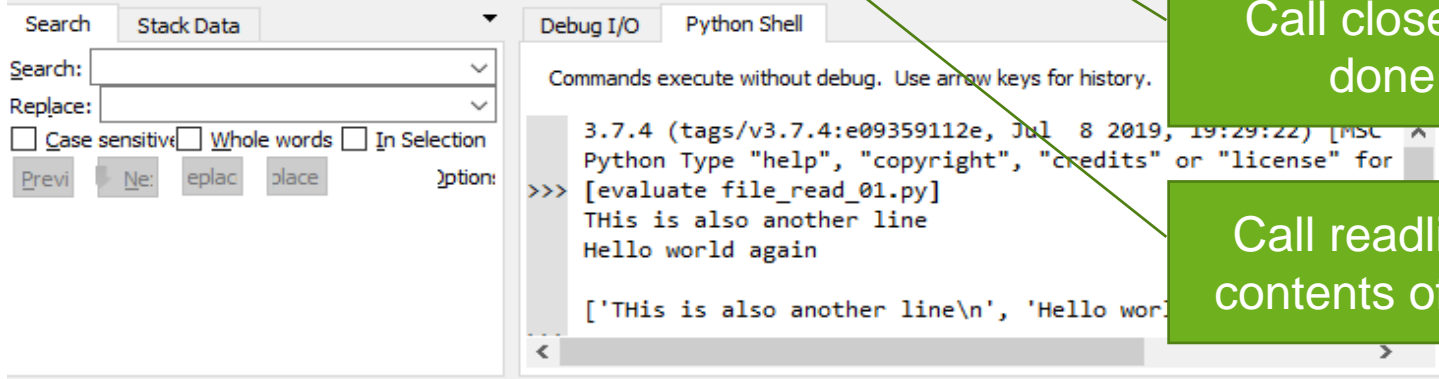 Search Stack Data
Search:
Replace:
Case sensitive Whole words In Selection
Previ Ne: eplac place Option:
Debug I/O Python Shell
Commands execute without debug. Use arrow keys for history.
3.7.4 (tags/v3.7.4:e09359112e, Jul 8 2019, 19:29:22) [MSC
Python Type "help", "copyright", "credits" or "license" for
>>> [evaluate file_read_01.py]
THis is also another line
Hello world again
['THis is also another line\n', 'Hello worl
Call close
done
Call readli
contents of